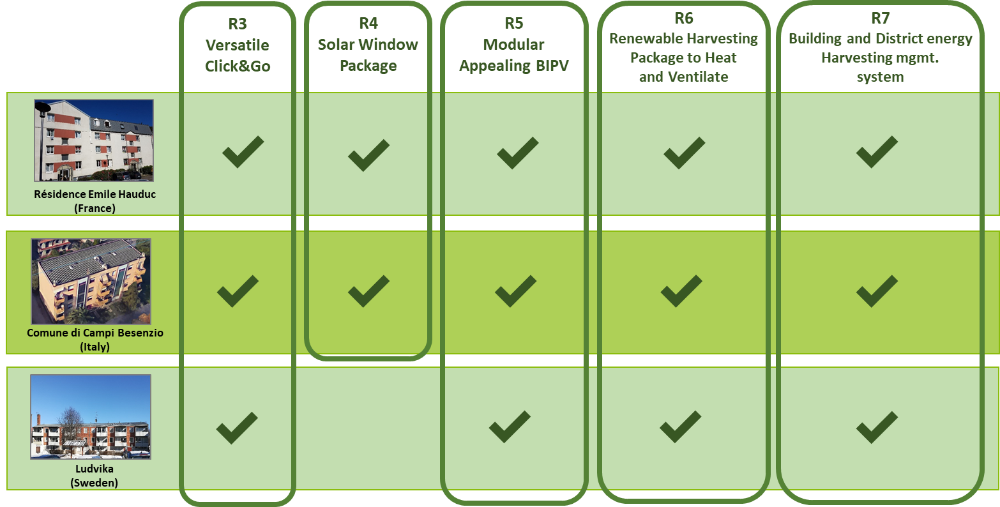 R3
Versatile
Click&Go
R4
Solar Window
Package
R5
Modular
Appealing BIPV
R6
Renewable Harvesting
Package to Heat
and Ventilate
R7
Building and District energy
Harvesting mgmt.
system
Résidence Emile Hauduc
(France)
Comune di Campi Besenzio
(Italy)
Ludvika
(Sweden)